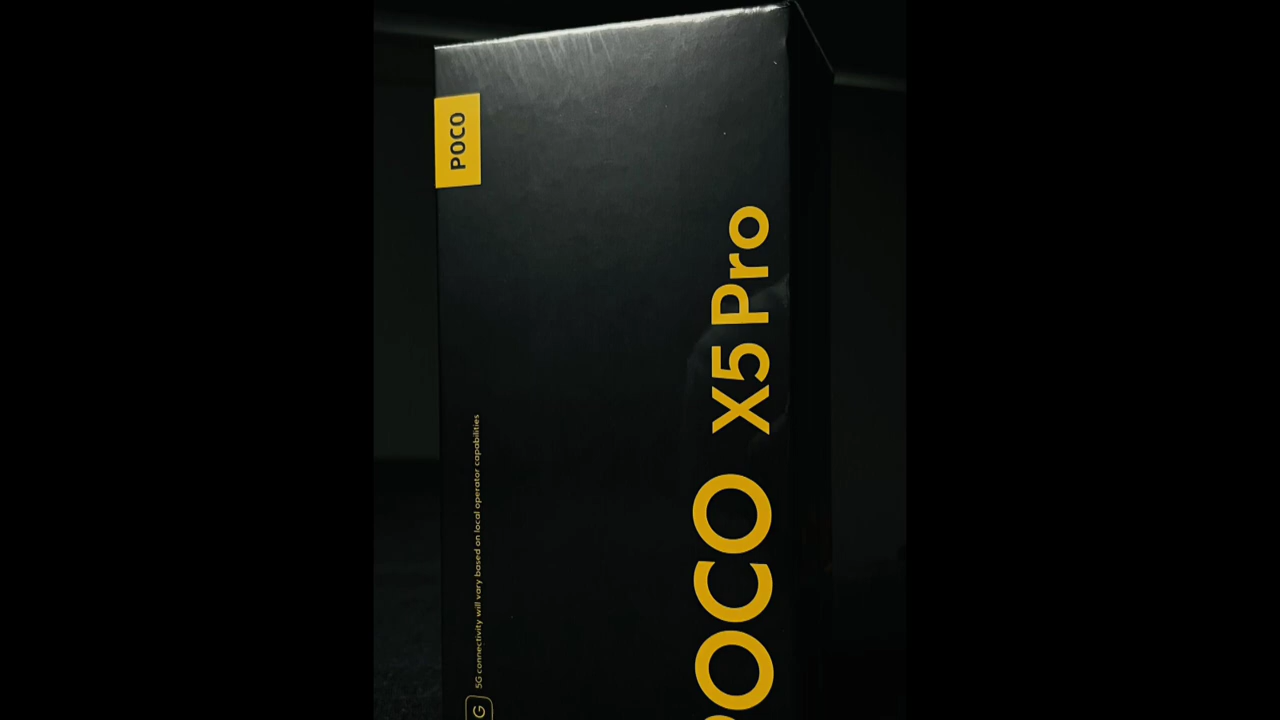 POCO
5G connectivity will vary based on local operator capabilities
POCO X5 Pro